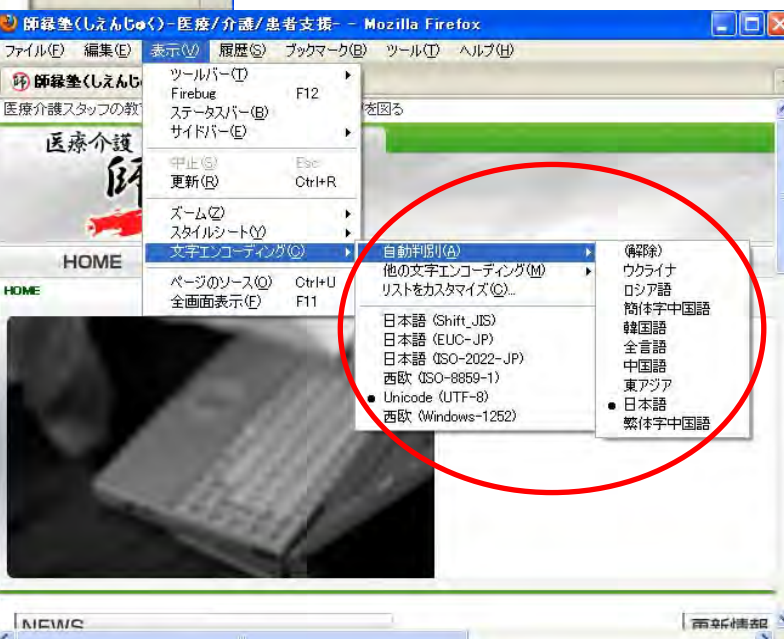 師縁塾(しえんじゅく)-医療/介護/患者支援- - Mozilla Firefox
ファイル(F) 編集(E) 表示(V) 履歴(S) ブックマーク(B) ツール(T) ヘルプ(H)
師縁塾(しえんじ
医療介護スタッフの教
を図る
ツールバー(T)
Firebug F12
ステータスバー(B)
サイドバー(E)
中止(S) Esc
更新(R) Ctrl+R
ズーム(Z)
スタイルシート(Y)
文字エンコーディング(C)
ページのソース(O) Ctrl+U
全画面表示(F) F11
自動判別(A)
他の文字エンコーディング(M)
リストをカスタマイズ(C)...
日本語 (Shift_JIS)
日本語 (EUC-JP)
日本語 (ISO-2022-JP)
西欧 (ISO-8859-1)
Unicode (UTF-8)
西欧 (Windows-1252)
(解除)
ウクライナ
ロシア語
簡体字中国語
韓国語
全言語
中国語
東アジア
日本語
繁体字中国語
医療介護
師
HOME
HOME
NEWS
更新情報